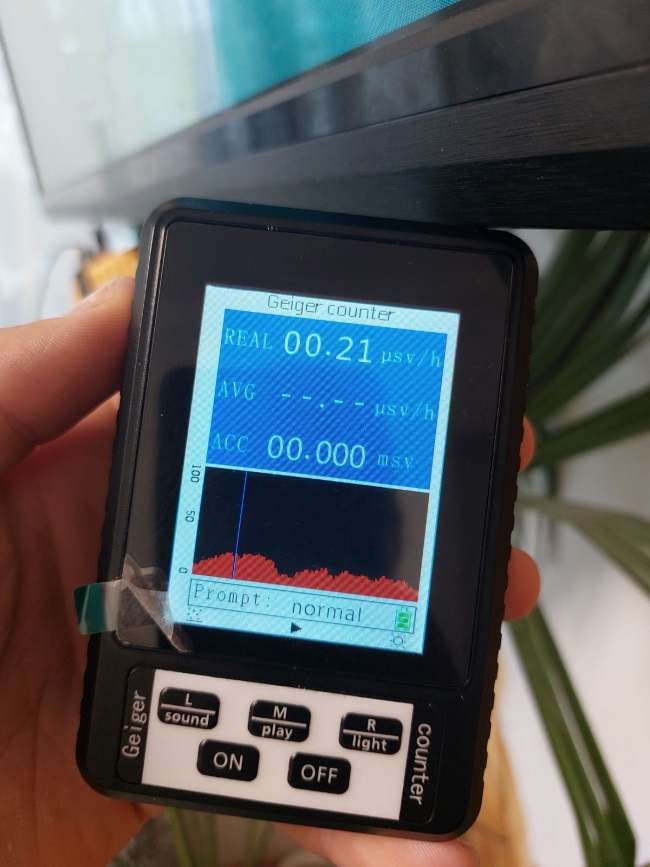 Geiger counter
REAL 00.21 µsv/h
AVG --.-- µsv/h
ACC 00.000 msv
100
50
0
Prompt: normal
L
sound
M
play
R
light
ON
OFF
Geiger
counter